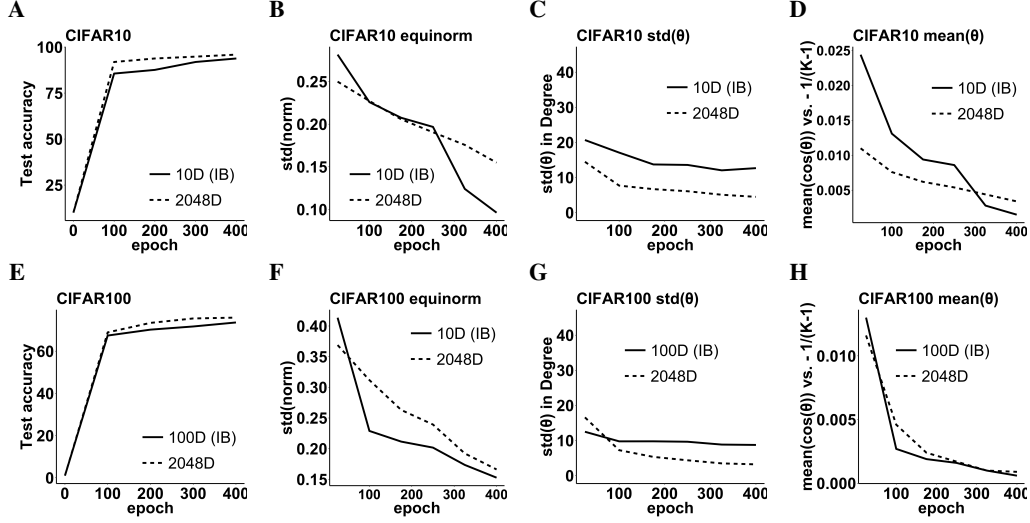 A
CIFAR10
Test accuracy
100
75
50
25
10D (IB)
2048D
0 100 200 300 400
epoch
B
CIFAR10 equinorm
std(norm)
0.25
0.20
0.15
0.10
10D (IB)
2048D
100 200 300 400
epoch
C
CIFAR10 std(θ)
std(θ) in Degree
40
30
20
10
0
10D (IB)
2048D
100 200 300 400
epoch
D
CIFAR10 mean(θ)
mean(cos(θ)) vs. - 1/(K-1)
0.025
0.020
0.015
0.010
0.005
10D (IB)
2048D
100 200 300 400
epoch
E
CIFAR100
Test accuracy
60
40
20
0
100D (IB)
2048D
0 100 200 300 400
epoch
F
CIFAR100 equinorm
std(norm)
0.40
0.35
0.30
0.25
0.20
0.15
10D (IB)
2048D
100 200 300 400
epoch
G
CIFAR100 std(θ)
std(θ) in Degree
40
30
20
10
0
100D (IB)
2048D
100 200 300 400
epoch
H
CIFAR100 mean(θ)
mean(cos(θ)) vs. - 1/(K-1)
0.010
0.005
0.000
100D (IB)
2048D
100 200 300 400
epoch